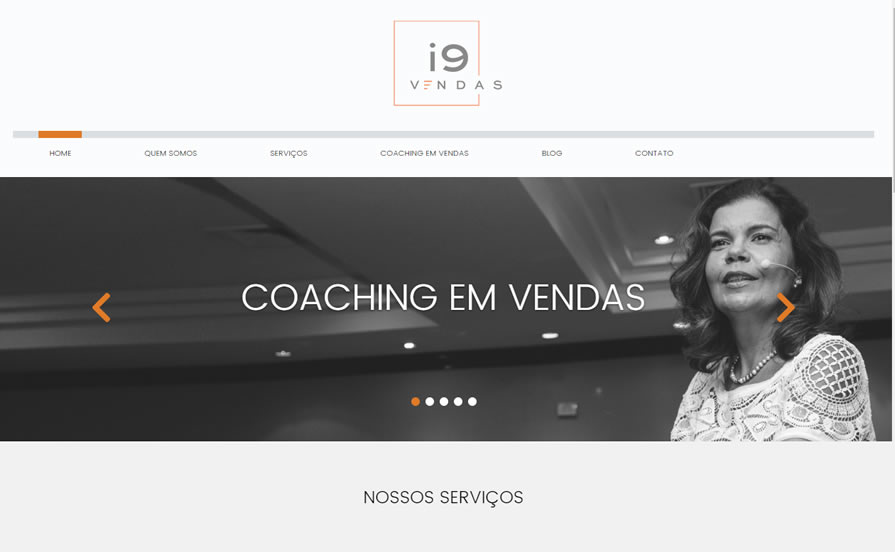 i9
VENDAS
HOME QUEM SOMOS SERVIÇOS COACHING EM VENDAS BLOG CONTATO
COACHING EM VENDAS
NOSSOS SERVIÇOS